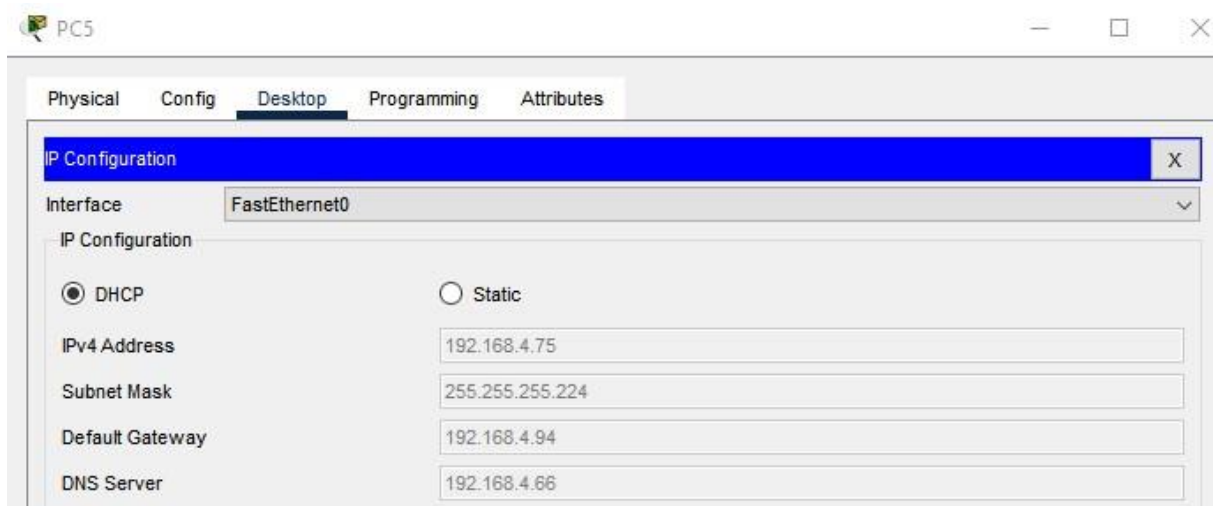 PC5
Physical Config Desktop Programming Attributes
IP Configuration X
Interface FastEthernet0
IP Configuration
DHCP Static
IPv4 Address 192.168.4.75
Subnet Mask 255.255.255.224
Default Gateway 192.168.4.94
DNS Server 192.168.4.66